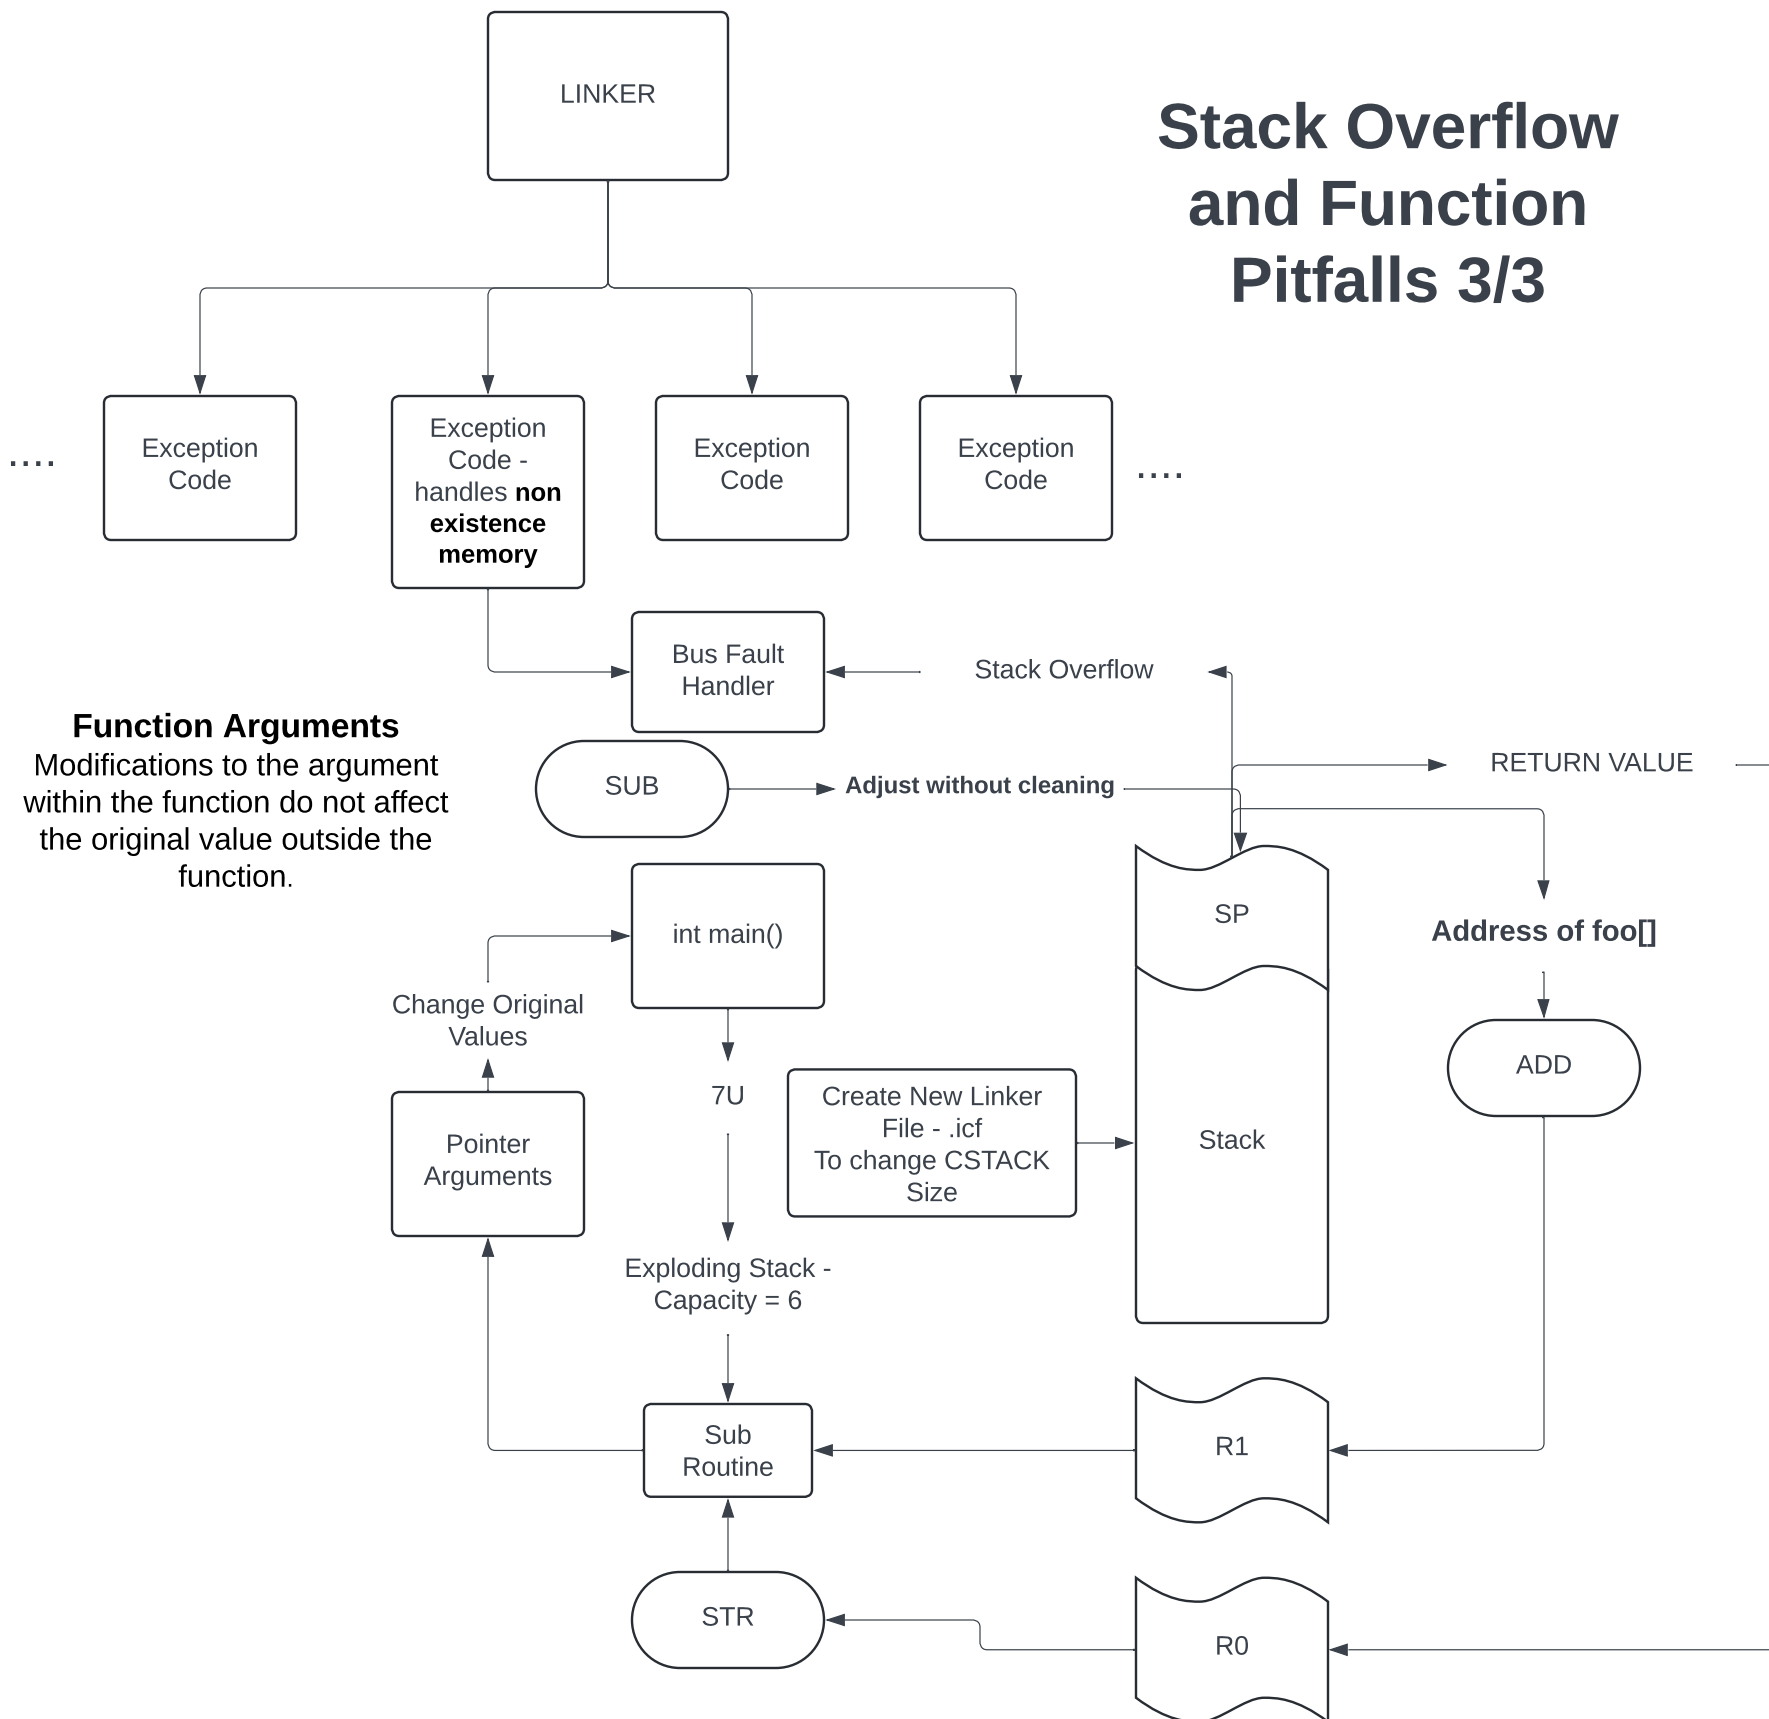 LINKER
Stack Overflow
and Function
Pitfalls 3/3
....
Exception
Code
Exception
Code -
handles non
existence
memory
Exception
Code
Exception
Code
....
Bus Fault
Handler
Stack Overflow
Function Arguments
Modifications to the argument
within the function do not affect
the original value outside the
function.
SUB
Adjust without cleaning
RETURN VALUE
int main()
SP
Address of foo[]
Change Original
Values
7U
ADD
Pointer
Arguments
Create New Linker
File - .icf
To change CSTACK
Size
Stack
Exploding Stack -
Capacity = 6
Sub
Routine
R1
STR
R0